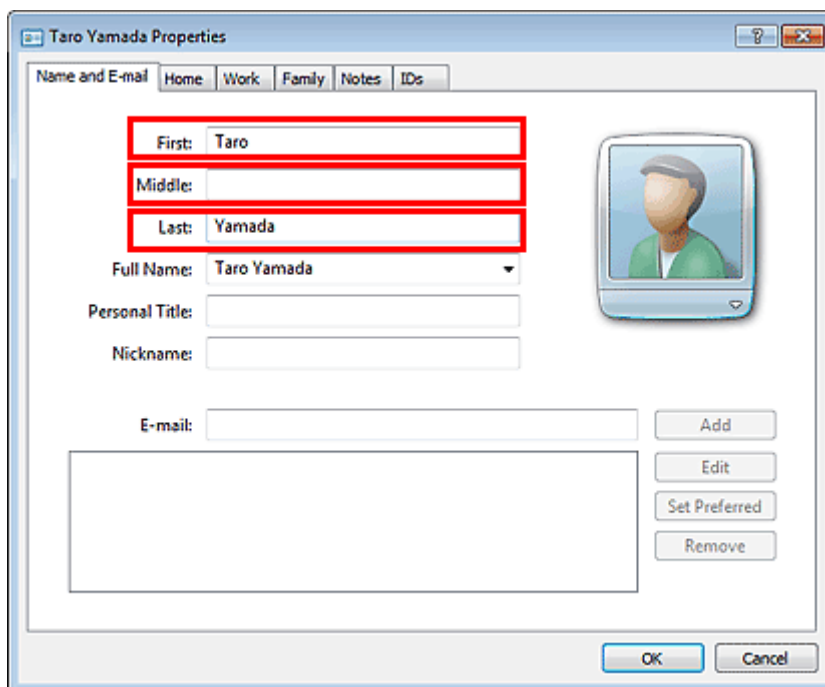 Taro Yamada Properties
Name and E-mail Home Work Family Notes IDs
First: Taro
Middle:
Last: Yamada
Full Name: Taro Yamada
Personal Title:
Nickname:
E-mail: Add
Edit
Set Preferred
Remove
OK Cancel